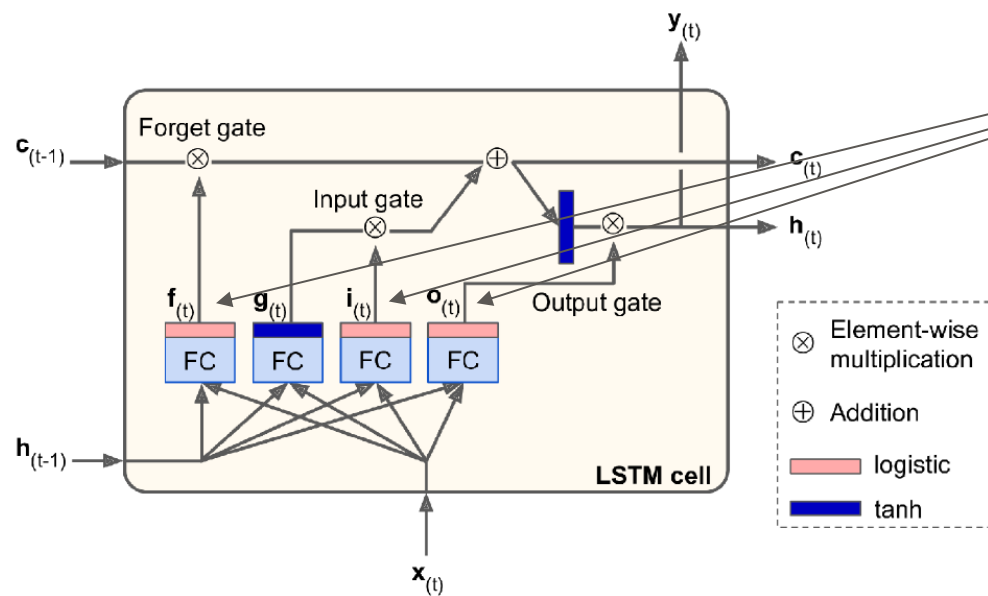 y(t)
Forget gate
c(t-1)
c(t)
Input gate
h(t)
f(t)
g(t)
i(t)
o(t)
Output gate
FC
FC
FC
FC
h(t-1)
LSTM cell
x(t)
Element-wise
multiplication
Addition
logistic
tanh